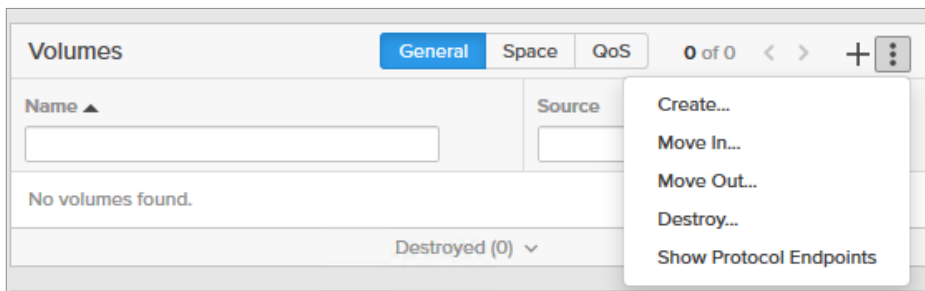 Volumes General Space QoS 0 of 0
Name Source
Create...
Move In...
Move Out...
No volumes found.
Destroy...
Destroyed (0)
Show Protocol Endpoints